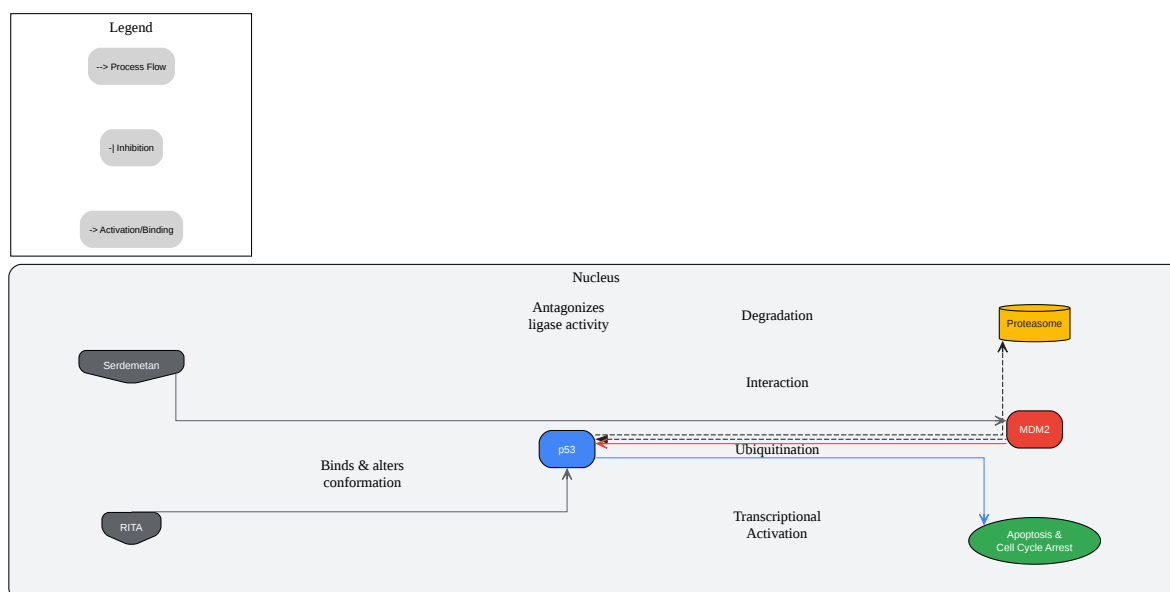 Legend
--> Process Flow
-| Inhibition
-> Activation/Binding
Nucleus
Antagonizes
ligase activity
Degradation
Proteasome
Serdemetan
Interaction
MDM2
p53
Ubiquitination
Binds & alters
conformation
RITA
Transcriptional
Activation
Apoptosis &
Cell Cycle Arrest